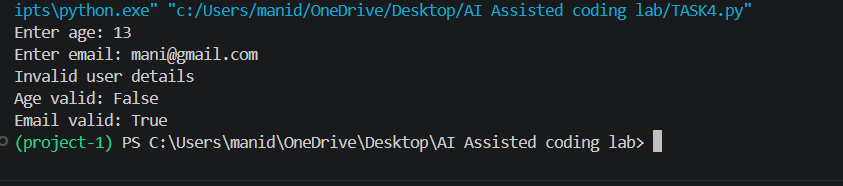 ipts\python.exe" "c:/Users/manid/OneDrive/Desktop/AI Assisted coding lab/TASK4.py"
Enter age: 13
Enter email: mani@gmail.com
Invalid user details
Age valid: False
Email valid: True
(project-1) PS C:\Users\manid\OneDrive\Desktop\AI Assisted coding lab>